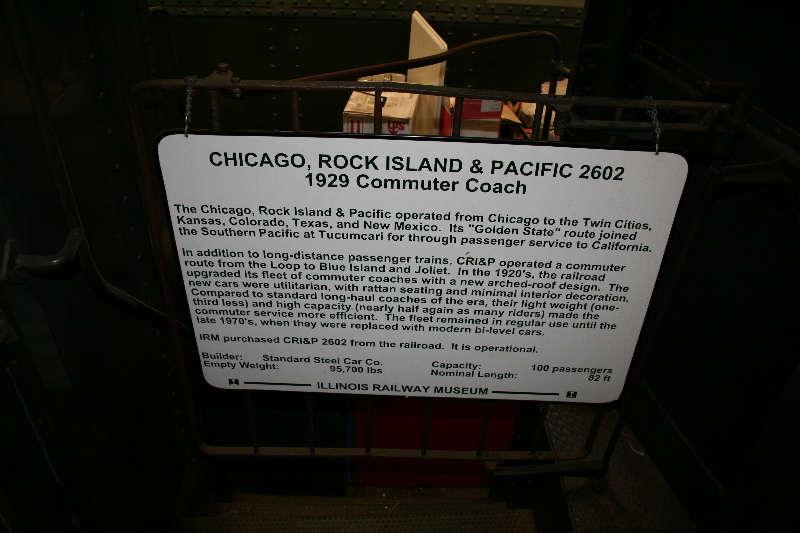 CHICAGO, ROCK ISLAND & PACIFIC 2602
1929 Commuter Coach
The Chicago, Rock Island & Pacific operated from Chicago to the Twin Cities,
Kansas, Colorado, Texas, and New Mexico. Its "Golden State" route joined
the Southern Pacific at Tucumcari for through passenger service to California.
In addition to long-distance passenger trains, CRI&P operated a commuter
route from the Loop to Blue Island and Joliet. In the 1920's, the railroad
upgraded its fleet of commuter coaches with a new arched-roof design. The
new cars were utilitarian, with rattan seating and minimal interior decoration.
Compared to standard long-haul coaches of the era, their light weight (one-
third less) and high capacity (nearly half again as many riders) made the
commuter service more efficient. The fleet remained in regular use until the
late 1970's, when they were replaced with modern bi-level cars.
IRM purchased CRI&P 2602 from the railroad. It is operational.
Builder: Standard Steel Car Co. Capacity: 100 passengers
Empty Weight: 95,700 lbs Nominal Length: 82 ft
ILLINOIS RAILWAY MUSEUM